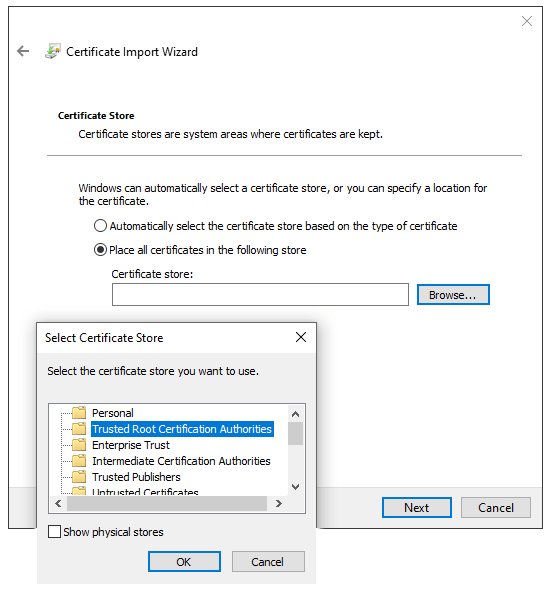 Certificate Import Wizard
Certificate Store
Certificate stores are system areas where certificates are kept.
Windows can automatically select a certificate store, or you can specify a location for
the certificate.
Automatically select the certificate store based on the type of certificate
Place all certificates in the following store
Certificate store:
Browse...
Select Certificate Store
Select the certificate store you want to use.
Personal
Trusted Root Certification Authorities
Enterprise Trust
Intermediate Certification Authorities
Trusted Publishers
Untrusted Certificates
Show physical stores
OK
Cancel
Next
Cancel